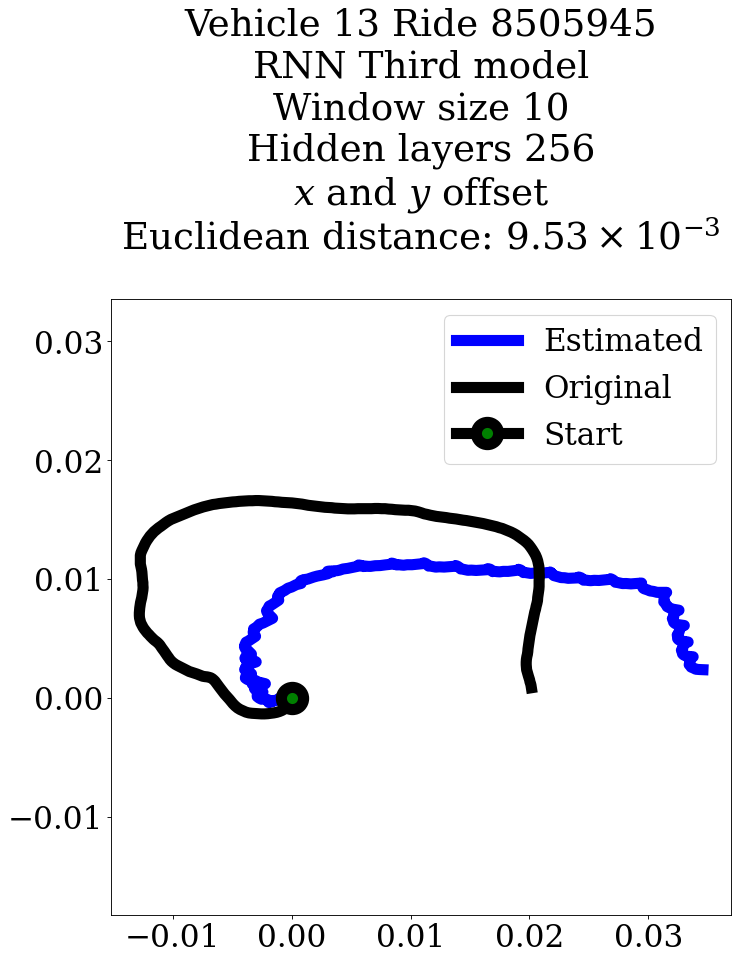 Vehicle 13 Ride 8505945
RNN Third model
Window size 10
Hidden layers 256
x and y offset
Euclidean distance: 9.53 × 10⁻³
Estimated
Original
Start
0.03
0.02
0.01
0.00
−0.01
−0.01 0.00 0.01 0.02 0.03